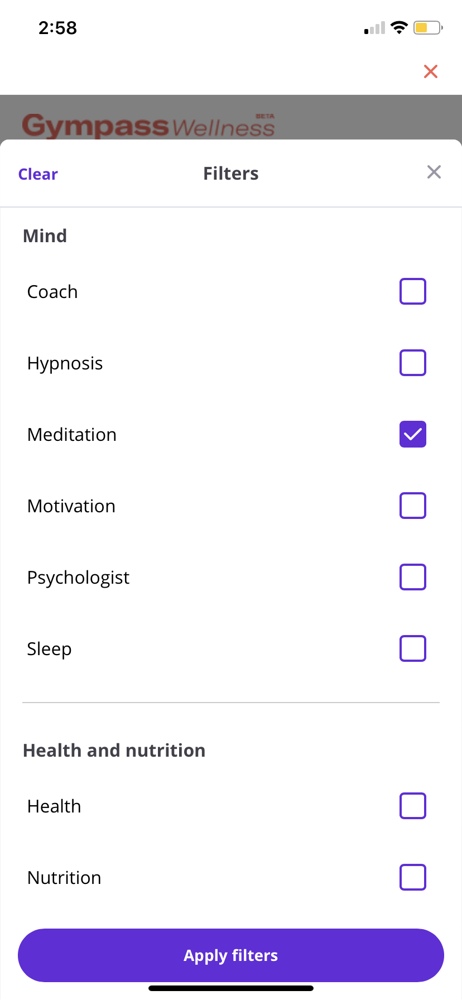 2:58
Gympass Wellness BETA
Clear
Filters
Mind
Coach
Hypnosis
Meditation
Motivation
Psychologist
Sleep
Health and nutrition
Health
Nutrition
Apply filters